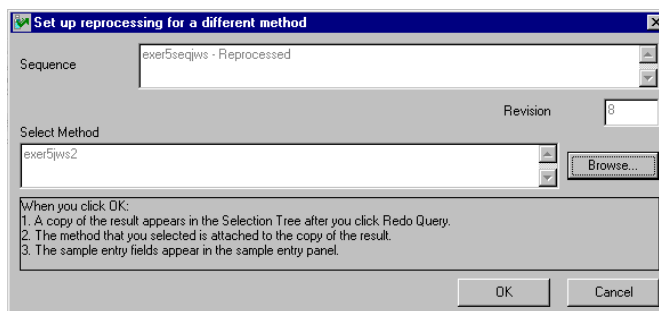 Set up reprocessing for a different method
Sequence
exer5seqjws - Reprocessed
Revision
8
Select Method
exer5jws2
Browse...
When you click OK:
1. A copy of the result appears in the Selection Tree after you click Redo Query.
2. The method that you selected is attached to the copy of the result.
3. The sample entry fields appear in the sample entry panel.
OK
Cancel